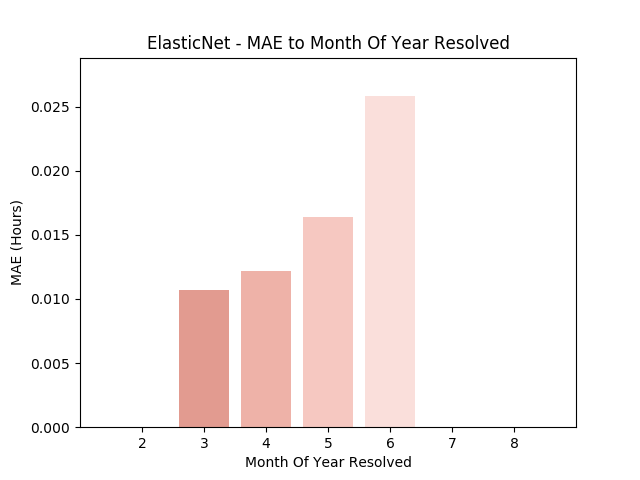 ElasticNet - MAE to Month Of Year Resolved
0.025
0.020
0.015
0.010
0.005
0.000
MAE (Hours)
2 3 4 5 6 7 8
Month Of Year Resolved